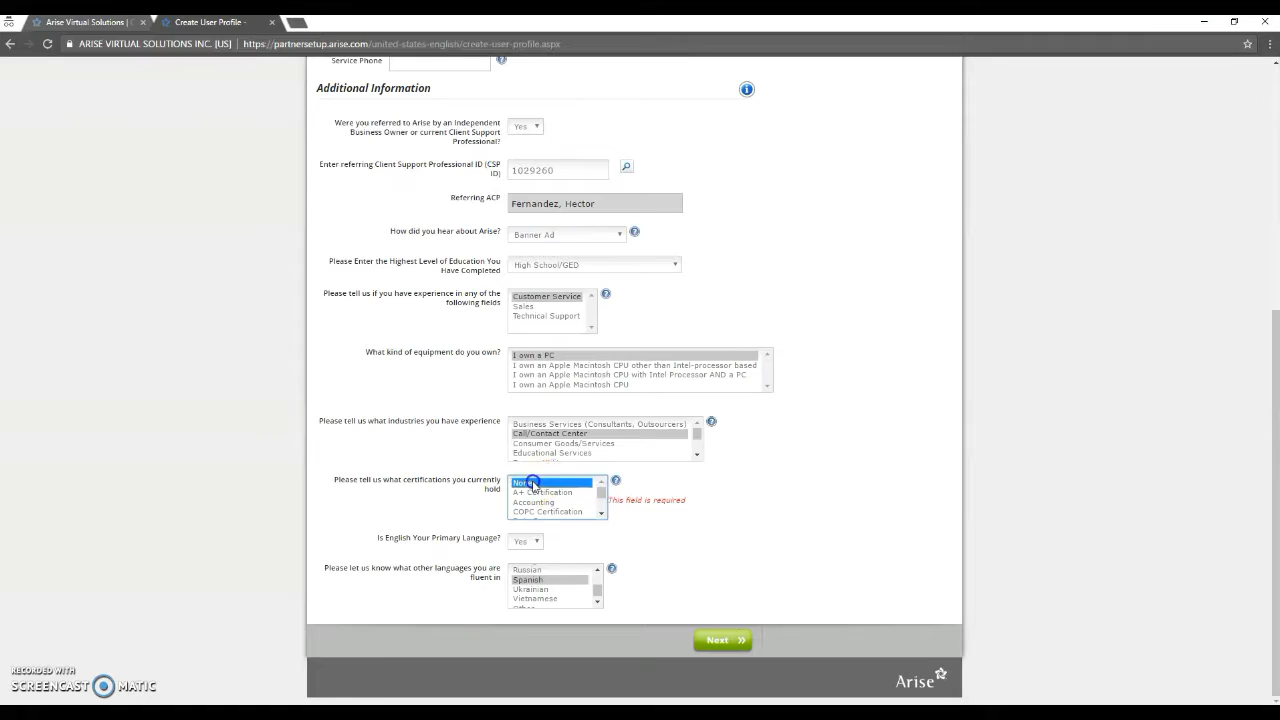 Arise Virtual Solutions | C
Create User Profile -
ARISE VIRTUAL SOLUTIONS INC. [US] https://partnersetup.arise.com/united-states-english/create-user-profile.aspx
Service Phone
Additional Information
Were you referred to Arise by an Independent
Business Owner or current Client Support
Professional?
Yes
Enter referring Client Support Professional ID (CSP
ID)
1029260
Referring ACP
Fernandez, Hector
How did you hear about Arise?
Banner Ad
Please Enter the Highest Level of Education You
Have Completed
High School/GED
Please tell us if you have experience in any of the
following fields
Customer Service
Sales
Technical Support
What kind of equipment do you own?
I own a PC
I own an Apple Macintosh CPU other than Intel-processor based
I own an Apple Macintosh CPU with Intel Processor AND a PC
I own an Apple Macintosh CPU
Please tell us what industries you have experience
Business Services (Consultants, Outsourcers)
Call/Contact Center
Consumer Goods/Services
Educational Services
Please tell us what certifications you currently
hold
A+ Certification
Accounting
COPC Certification
This field is required
Is English Your Primary Language?
Yes
Please let us know what other languages you are
fluent in
Russian
Spanish
Ukrainian
Vietnamese
Next
Arise
RECORDED WITH
SCREENCAST MATIC